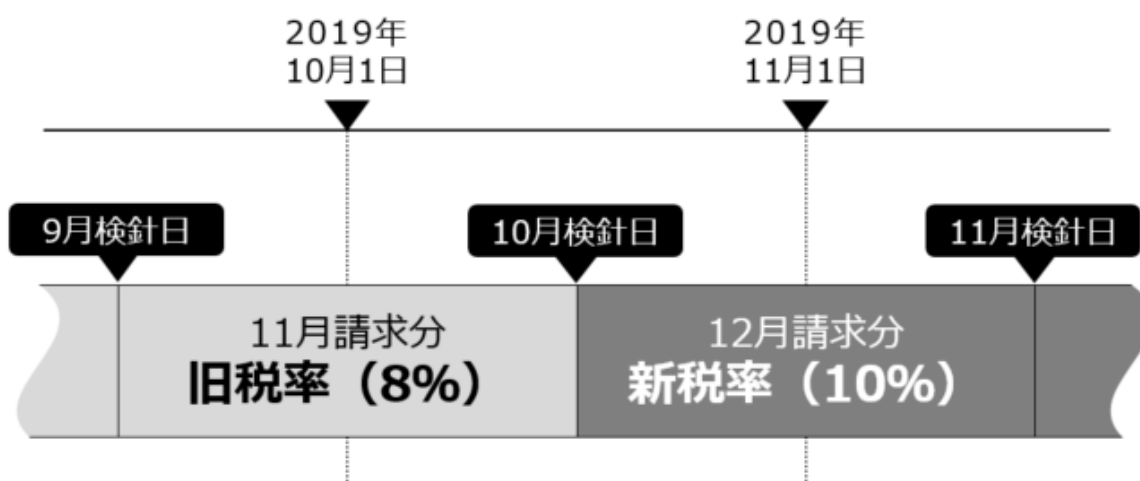 2019年
10月1日
2019年
11月1日
9月検針日
10月検針日
11月検針日
11月請求分
旧税率（8%）
12月請求分
新税率（10%）